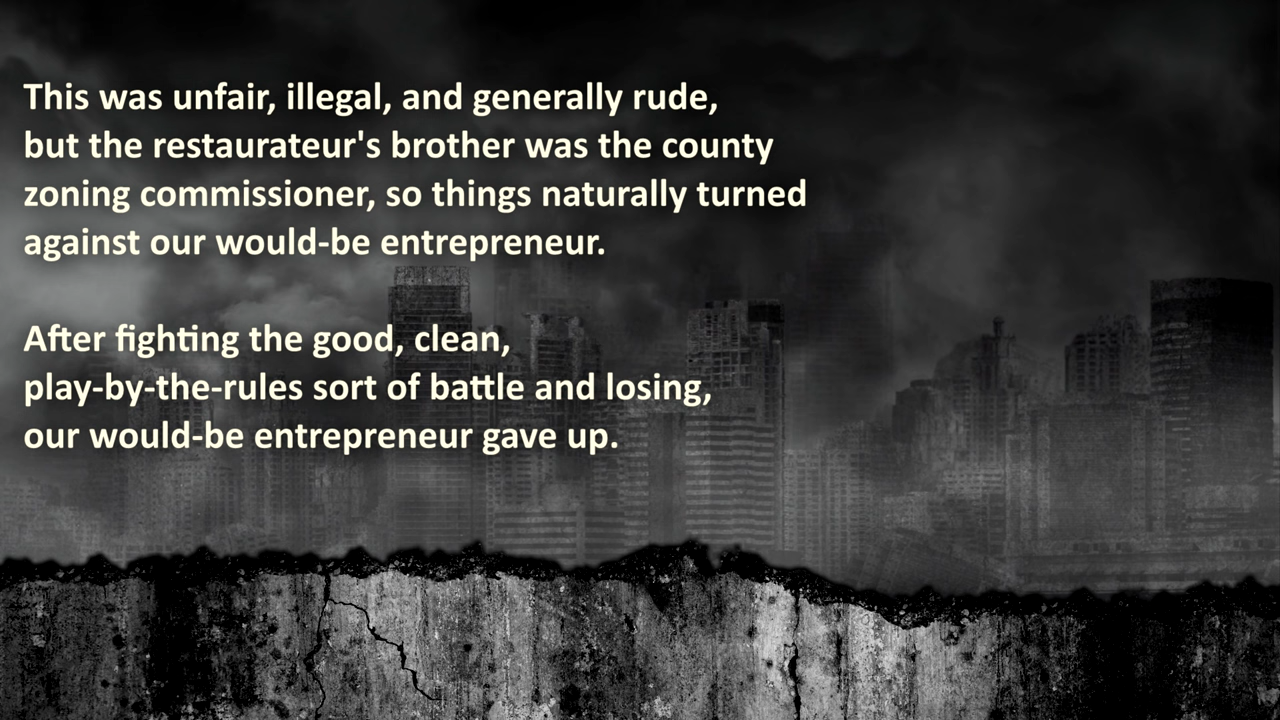 This was unfair, illegal, and generally rude,
but the restaurateur's brother was the county
zoning commissioner, so things naturally turned
against our would-be entrepreneur.
After fighting the good, clean,
play-by-the-rules sort of battle and losing,
our would-be entrepreneur gave up.